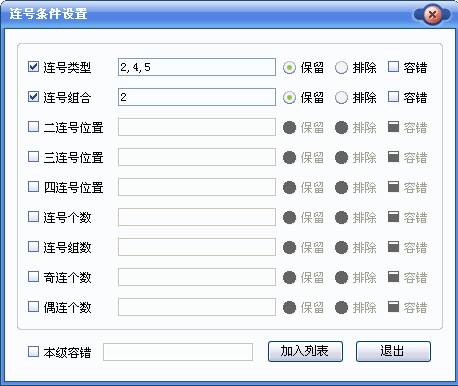 连号条件设置
连号类型 2,4,5 保留 排除 容错
连号组合 2 保留 排除 容错
二连号位置 保留 排除 容错
三连号位置 保留 排除 容错
四连号位置 保留 排除 容错
连号个数 保留 排除 容错
连号组数 保留 排除 容错
奇连个数 保留 排除 容错
偶连个数 保留 排除 容错
本级容错 加入列表 退出